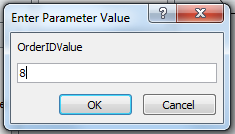 Enter Parameter Value
OrderIDValue
8
OK Cancel